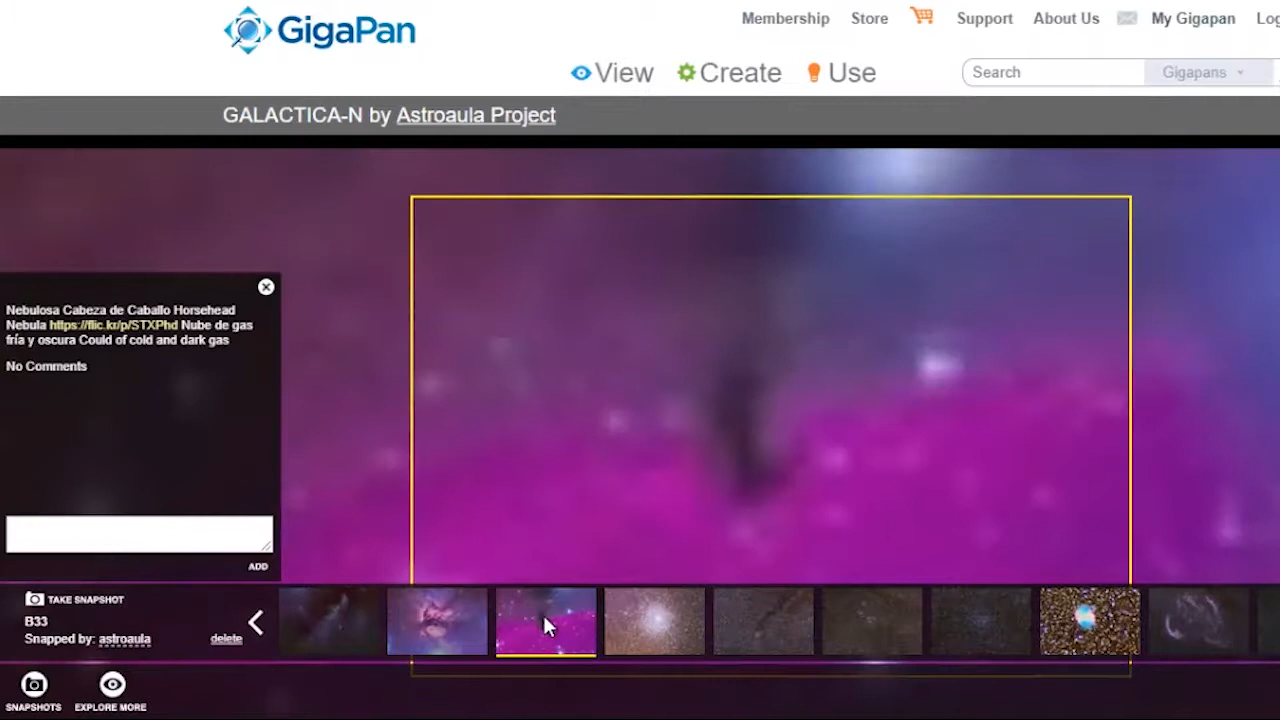 GigaPan
Membership Store Support About Us My Gigapan Log
View Create Use Search Gigapans
GALACTICA-N by Astroaula Project
Nebulosa Cabeza de Caballo Horsehead
Nebula https://flic.kr/p/STXPhd Nube de gas
fría y oscura Could of cold and dark gas
No Comments
ADD
TAKE SNAPSHOT
B33
Snapped by: astroaula delete
SNAPSHOTS EXPLORE MORE